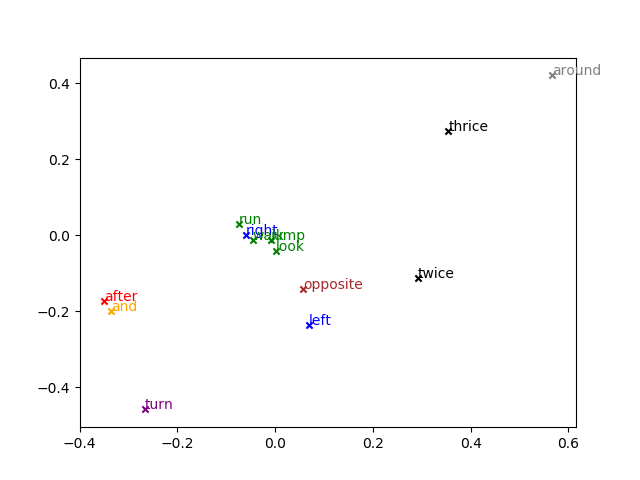 around
thrice
run
right
walk
jump
look
opposite
twice
after
and
left
turn
0.4
0.2
0.0
−0.2
−0.4
−0.4
−0.2
0.0
0.2
0.4
0.6